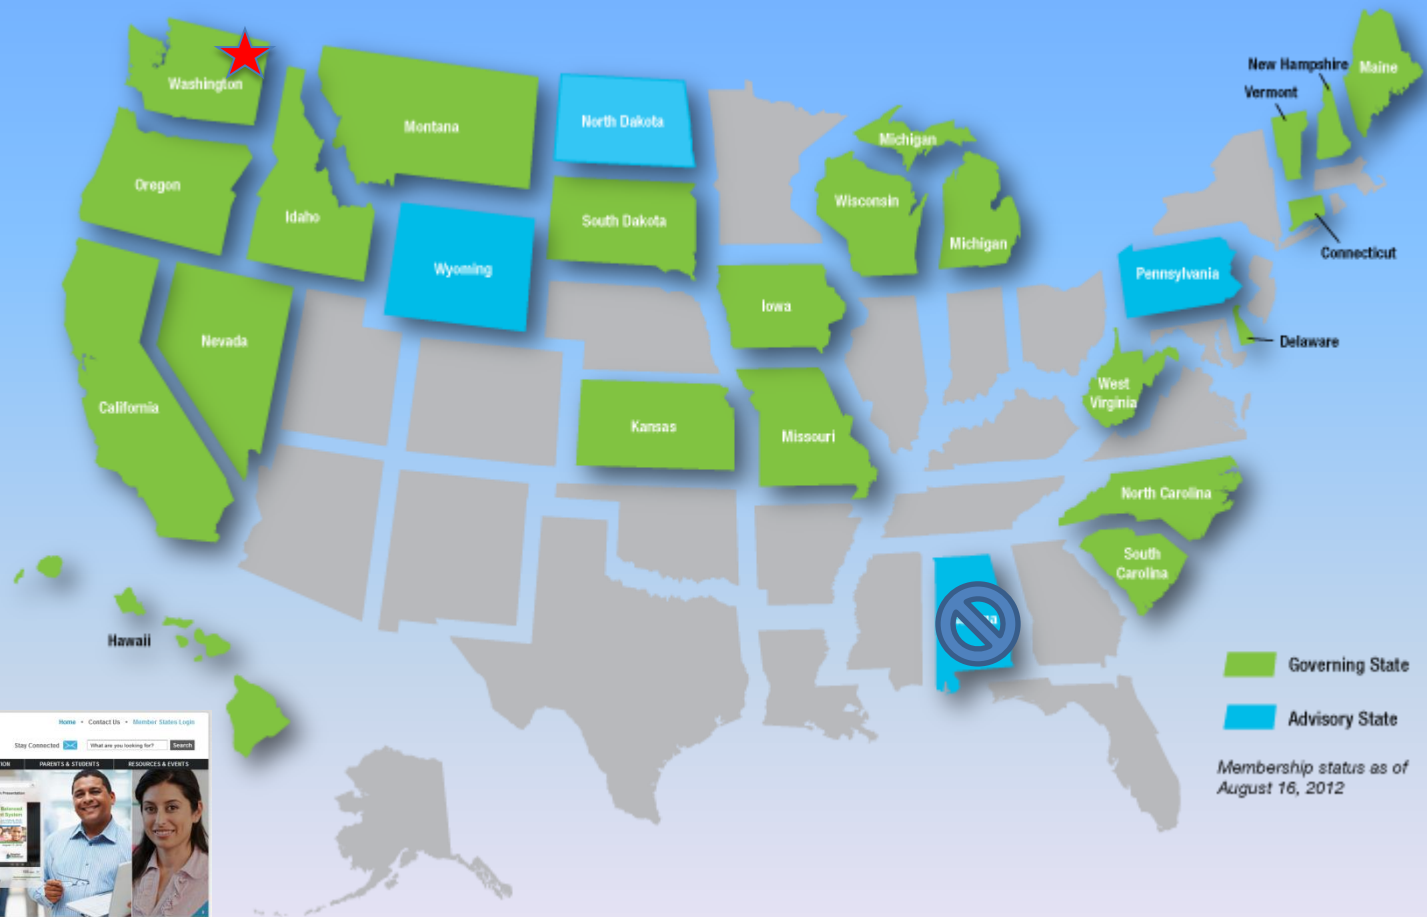 New Hampshire
Maine
Vermont
Washington
Montana
North Dakota
Michigan
Oregon
Idaho
South Dakota
Wisconsin
Michigan
Connecticut
Wyoming
Pennsylvania
Iowa
Nevada
Delaware
California
Kansas
Missouri
West
Virginia
North Carolina
South
Carolina
Hawaii
Governing State
Advisory State
Membership status as of
August 16, 2012
Home • Contact Us • Member States Login
Stay Connected
What are you looking for?
Search
PARENTS & STUDENTS
RESOURCES & EVENTS